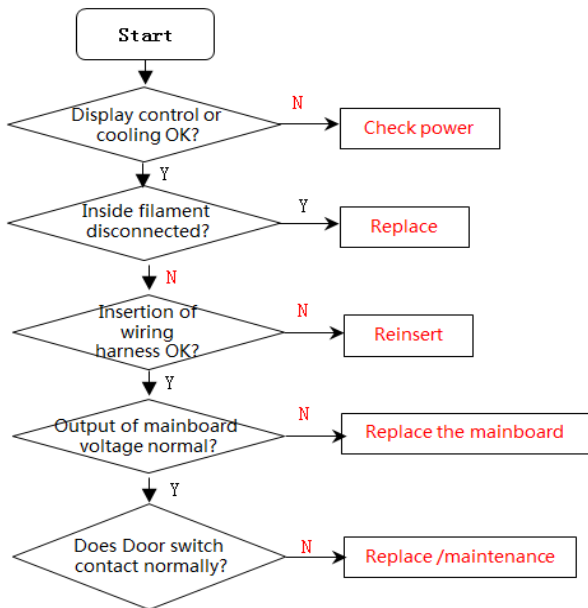 Start
Display control or
cooling OK?
N
Check power
Y
Inside filament
disconnected?
Y
Replace
N
Insertion of
wiring
harness OK?
N
Reinsert
Y
Output of mainboard
voltage normal?
N
Replace the mainboard
Y
Does Door switch
contact normally?
N
Replace /maintenance